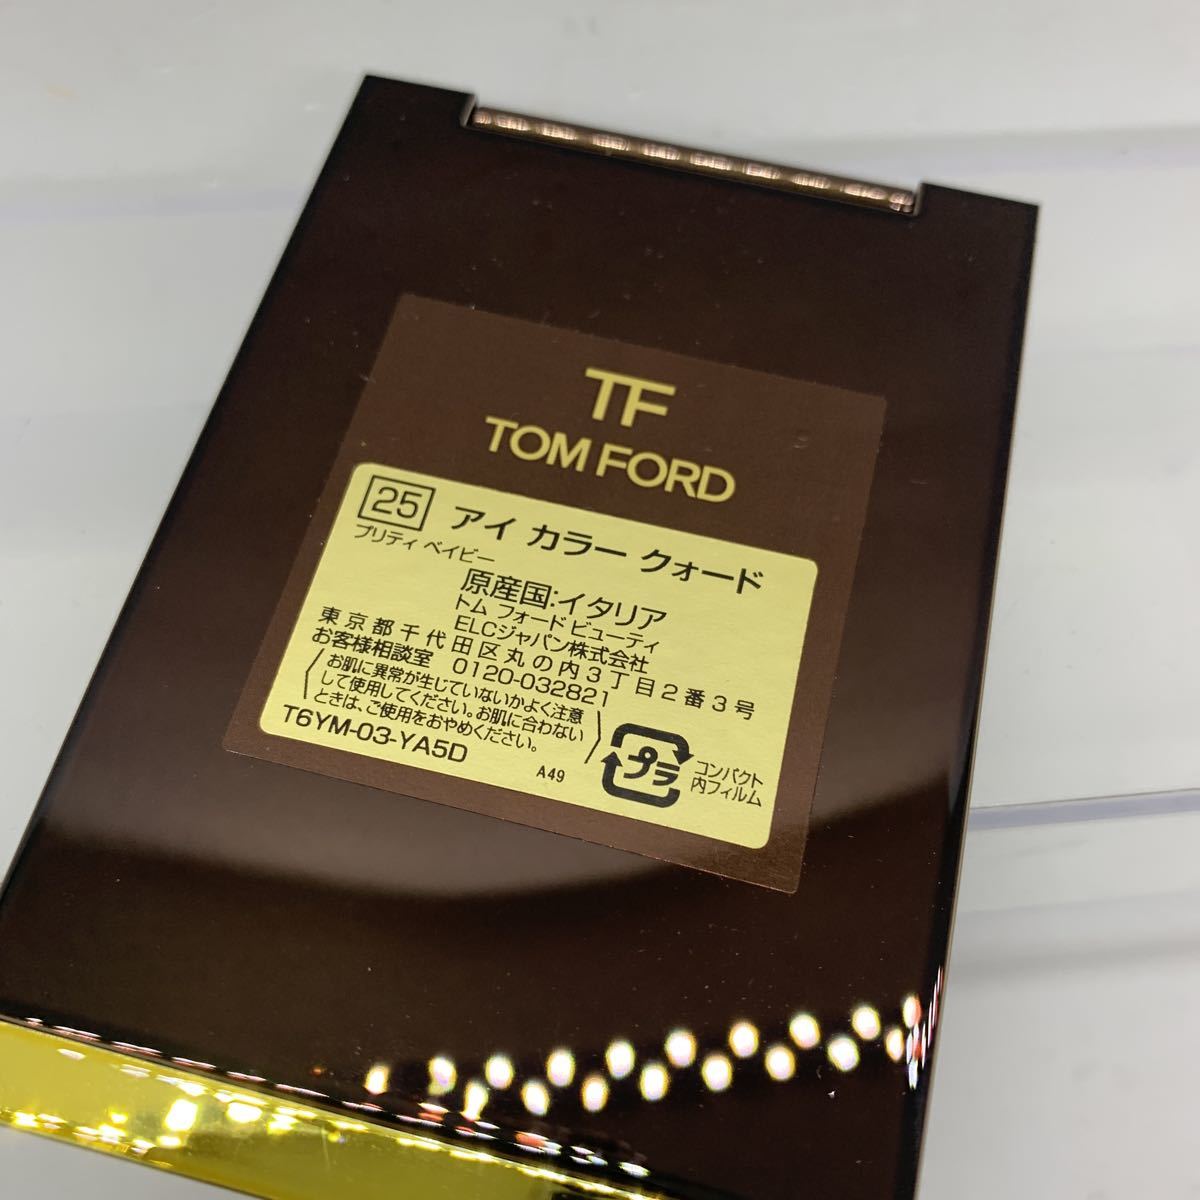 TF
TOM FORD
25 アイ カラー クォード
プリティ ベイビー
原産国:イタリア
トム フォード ビューティ
ELCジャパン株式会社
東京都千代田区丸の内3丁目2番3号
お客様相談室 0120-032821
お肌に異常が生じていないかよく注意
して使用してください。お肌に合わない
ときは、ご使用をおやめください。
T6YM-03-YA5D
A49
プラ
コンパクト
内フィルム